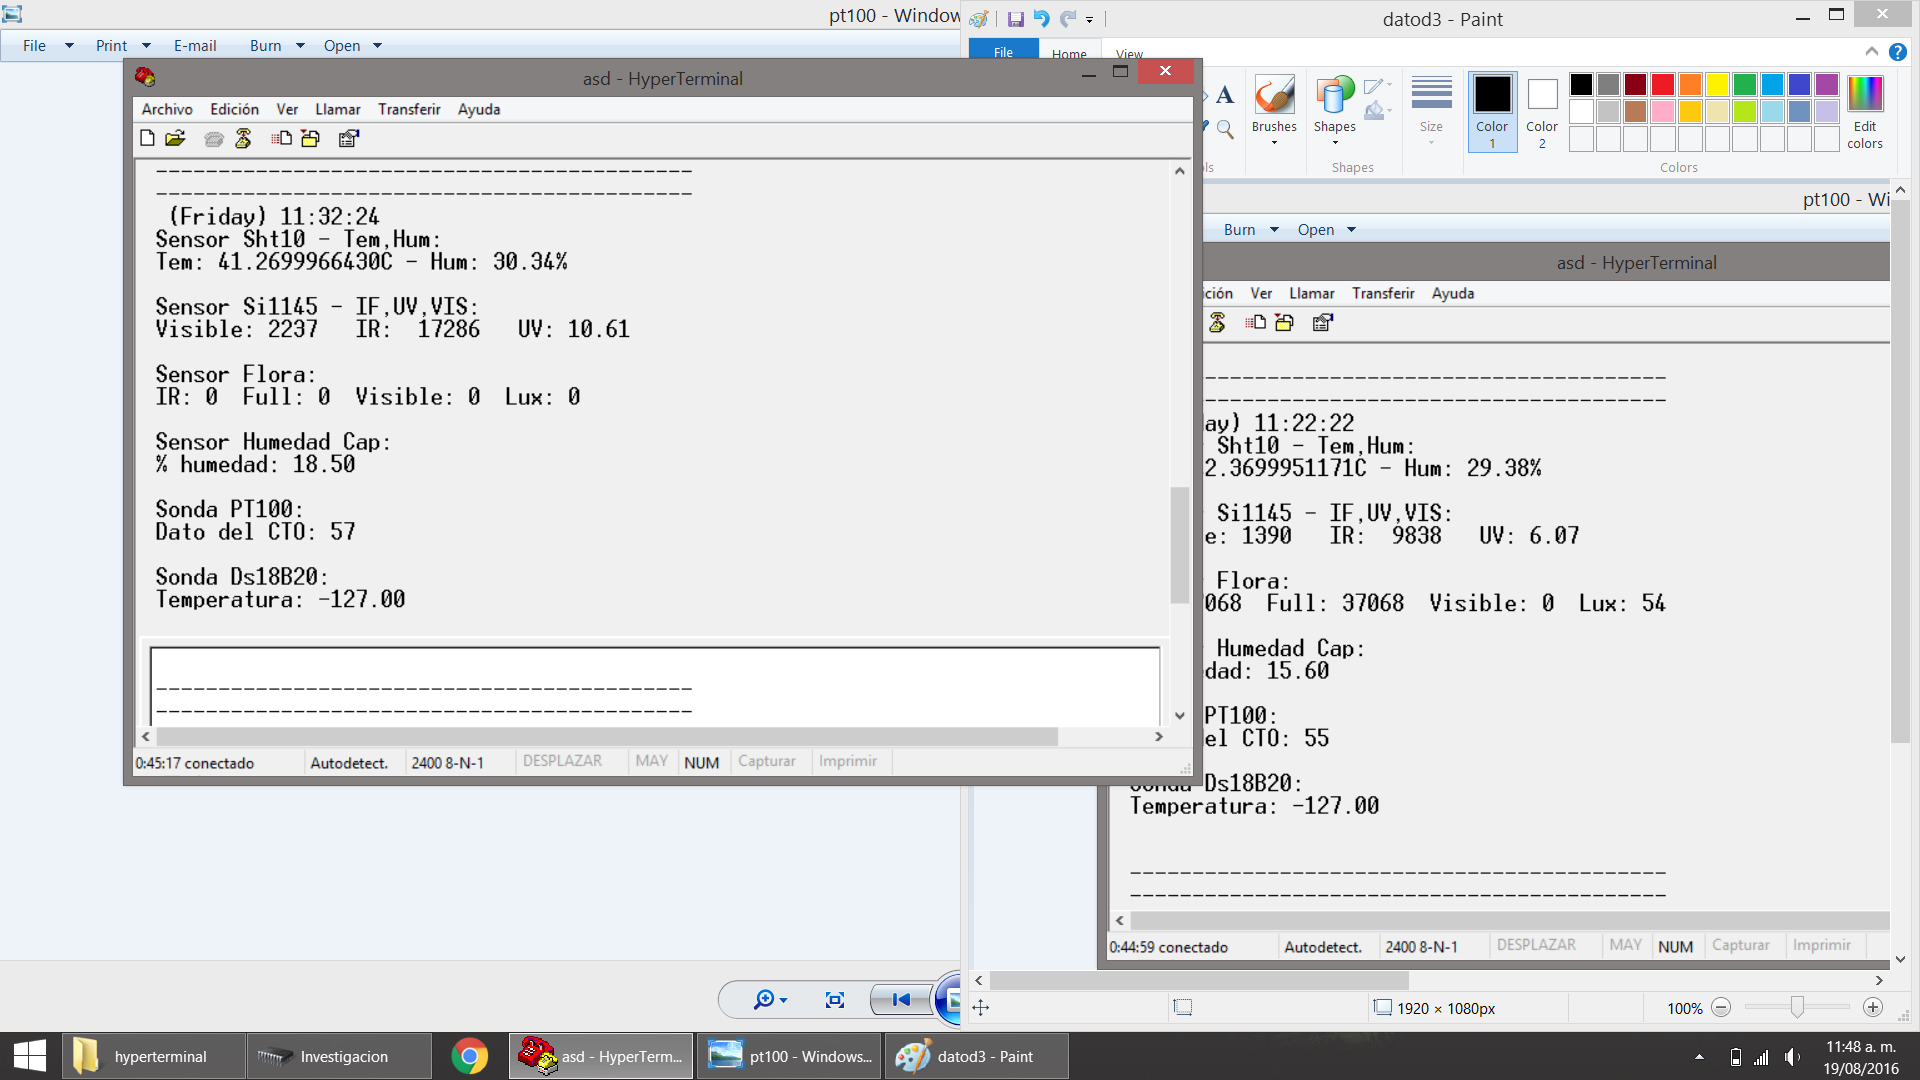 pt100 - Window
File Print E-mail Burn Open
asd - HyperTerminal
Archivo Edición Ver Llamar Transferir Ayuda
-------------------------------------------
-------------------------------------------
(Friday) 11:32:24
Sensor Sht10 - Tem,Hum:
Tem: 41.2699966430C - Hum: 30.34%
Sensor Si1145 - IF,UV,VIS:
Visible: 2237 IR: 17286 UV: 10.61
Sensor Flora:
IR: 0 Full: 0 Visible: 0 Lux: 0
Sensor Humedad Cap:
% humedad: 18.50
Sonda PT100:
Dato del CTO: 57
Sonda Ds18B20:
Temperatura: -127.00
-------------------------------------------
-------------------------------------------
0:45:17 conectado Autodetect. 2400 8-N-1 DESPLAZAR MAY NUM Capturar Imprimir
datod3 - Paint
File Home View
A
Brushes Shapes Size Color 1 Color 2 Edit colors
ls Shapes Colors
pt100 - Wi
Burn Open
asd - HyperTerminal
ición Ver Llamar Transferir Ayuda
-------------------------------------
-------------------------------------
ay) 11:22:22
Sht10 - Tem,Hum:
2.3699951171C - Hum: 29.38%
Si1145 - IF,UV,VIS:
e: 1390 IR: 9838 UV: 6.07
Flora:
068 Full: 37068 Visible: 0 Lux: 54
Humedad Cap:
dad: 15.60
PT100:
el CTO: 55
Sonda Ds18B20:
Temperatura: -127.00
-------------------------------------------
-------------------------------------------
0:44:59 conectado Autodetect. 2400 8-N-1 DESPLAZAR MAY NUM Capturar Imprimir
1920 × 1080px 100%
hyperterminal Investigacion asd - HyperTerm... pt100 - Windows... datod3 - Paint
11:48 a. m.
19/08/2016